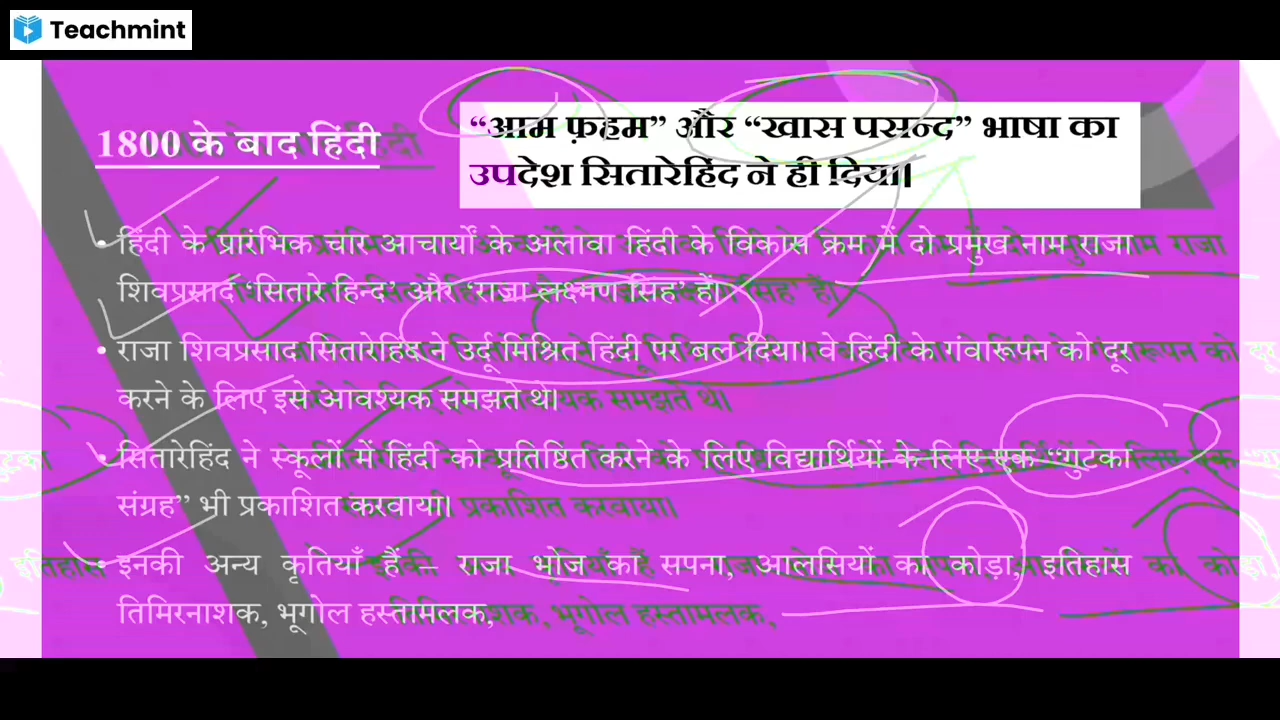 Teachmint
1800 के बाद हिंदी
“आम फ़हम” और “खास पसन्द” भाषा का
उपदेश सितारेहिंद ने ही दिया।
• हिंदी के प्रारंभिक चार आचार्यों के अलावा हिंदी के विकास क्रम में दो प्रमुख नाम राजा
शिवप्रसाद ‘सितारे हिन्द’ और ‘राजा लक्ष्मण सिंह’ हैं।
• राजा शिवप्रसाद सितारेहिंद ने उर्दू मिश्रित हिंदी पर बल दिया। वे हिंदी के गंवारूपन को दूर
करने के लिए इसे आवश्यक समझते थे।
• सितारेहिंद ने स्कूलों में हिंदी को प्रतिष्ठित करने के लिए विद्यार्थियों के लिए एक “गुटका
संग्रह” भी प्रकाशित करवाया।
• इनकी अन्य कृतियाँ हैं – राजा भोज का सपना, आलसियों का कोड़ा, इतिहास
तिमिरनाशक, भूगोल हस्तामलक,